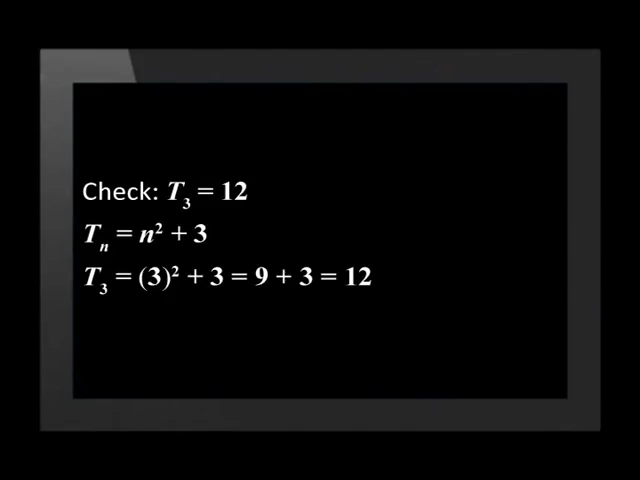 Check: T₃ = 12
Tₙ = n² + 3
T₃ = (3)² + 3 = 9 + 3 = 12